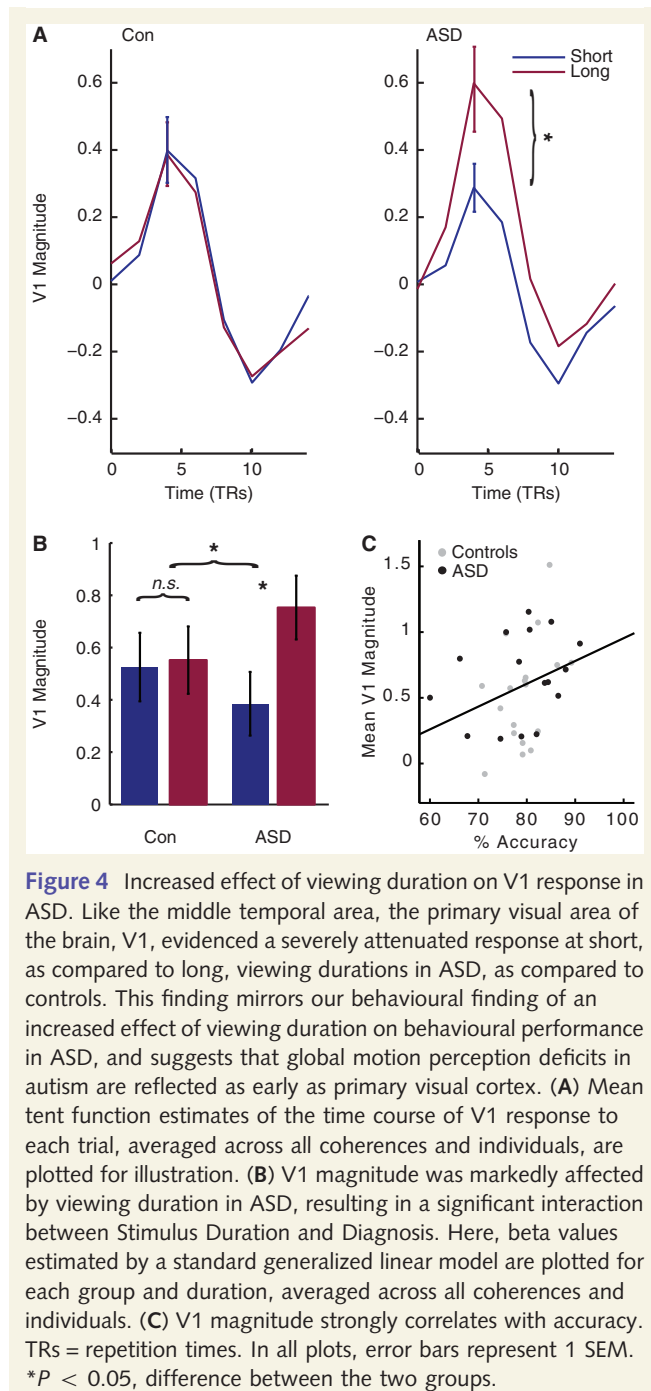 A
Con
ASD
Short
Long
0.6
0.4
0.2
0
−0.2
−0.4
V1 Magnitude
*
0 5 10
Time (TRs)
0 5 10
Time (TRs)
B
1
0.8
0.6
0.4
0.2
0
V1 Magnitude
n.s.
*
*
Con ASD
C
Controls
ASD
1.5
1
0.5
0
Mean V1 Magnitude
60 70 80 90 100
% Accuracy
Figure 4 Increased effect of viewing duration on V1 response in
ASD. Like the middle temporal area, the primary visual area of
the brain, V1, evidenced a severely attenuated response at short,
as compared to long, viewing durations in ASD, as compared to
controls. This finding mirrors our behavioural finding of an
increased effect of viewing duration on behavioural performance
in ASD, and suggests that global motion perception deficits in
autism are reflected as early as primary visual cortex. (A) Mean
tent function estimates of the time course of V1 response to
each trial, averaged across all coherences and individuals, are
plotted for illustration. (B) V1 magnitude was markedly affected
by viewing duration in ASD, resulting in a significant interaction
between Stimulus Duration and Diagnosis. Here, beta values
estimated by a standard generalized linear model are plotted for
each group and duration, averaged across all coherences and
individuals. (C) V1 magnitude strongly correlates with accuracy.
TRs = repetition times. In all plots, error bars represent 1 SEM.
*P < 0.05, difference between the two groups.